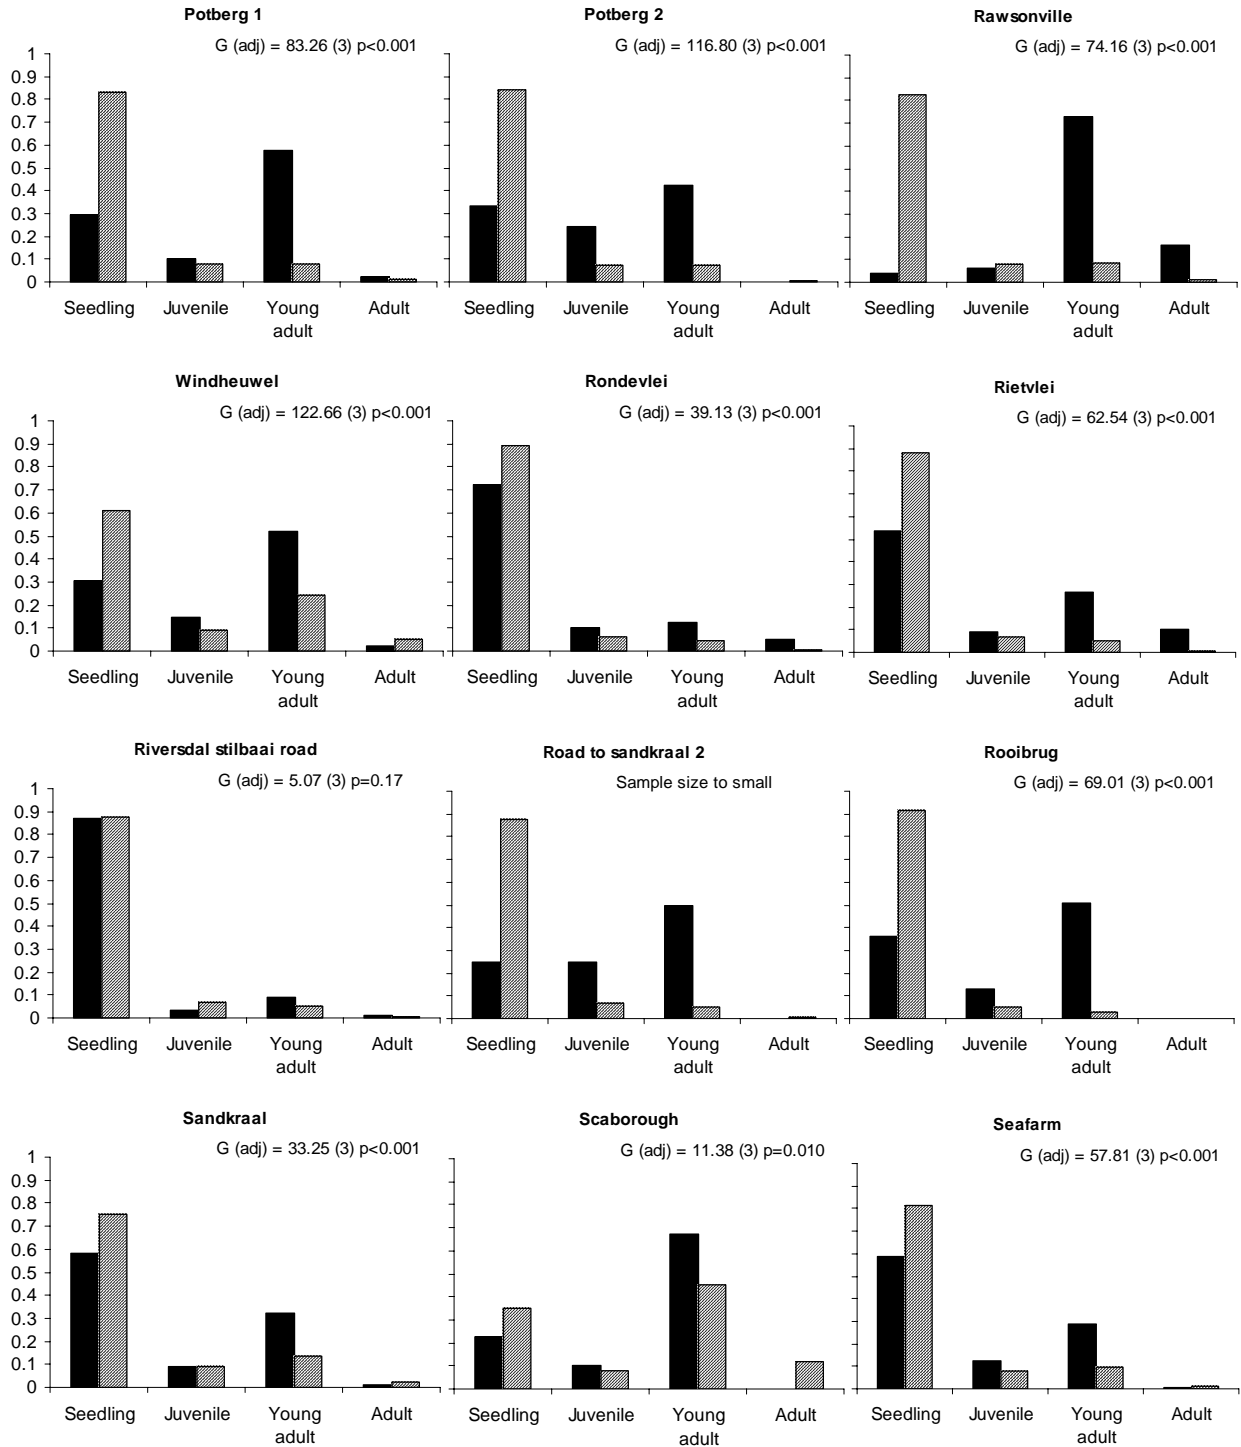 Potberg 1
G (adj) = 83.26 (3) p<0.001
1
0.9
0.8
0.7
0.6
0.5
0.4
0.3
0.2
0.1
0
Seedling Juvenile Young adult Adult
Potberg 2
G (adj) = 116.80 (3) p<0.001
Seedling Juvenile Young adult Adult
Rawsonville
G (adj) = 74.16 (3) p<0.001
Seedling Juvenile Young adult Adult
Windheuwel
G (adj) = 122.66 (3) p<0.001
1
0.9
0.8
0.7
0.6
0.5
0.4
0.3
0.2
0.1
0
Seedling Juvenile Young adult Adult
Rondevlei
G (adj) = 39.13 (3) p<0.001
Seedling Juvenile Young adult Adult
Rietvlei
G (adj) = 62.54 (3) p<0.001
Seedling Juvenile Young adult Adult
Riversdal stilbaai road
G (adj) = 5.07 (3) p=0.17
1
0.9
0.8
0.7
0.6
0.5
0.4
0.3
0.2
0.1
0
Seedling Juvenile Young adult Adult
Road to sandkraal 2
Sample size to small
Seedling Juvenile Young adult Adult
Rooibrug
G (adj) = 69.01 (3) p<0.001
Seedling Juvenile Young adult Adult
Sandkraal
G (adj) = 33.25 (3) p<0.001
1
0.9
0.8
0.7
0.6
0.5
0.4
0.3
0.2
0.1
0
Seedling Juvenile Young adult Adult
Scaborough
G (adj) = 11.38 (3) p=0.010
Seedling Juvenile Young adult Adult
Seafarm
G (adj) = 57.81 (3) p<0.001
Seedling Juvenile Young adult Adult